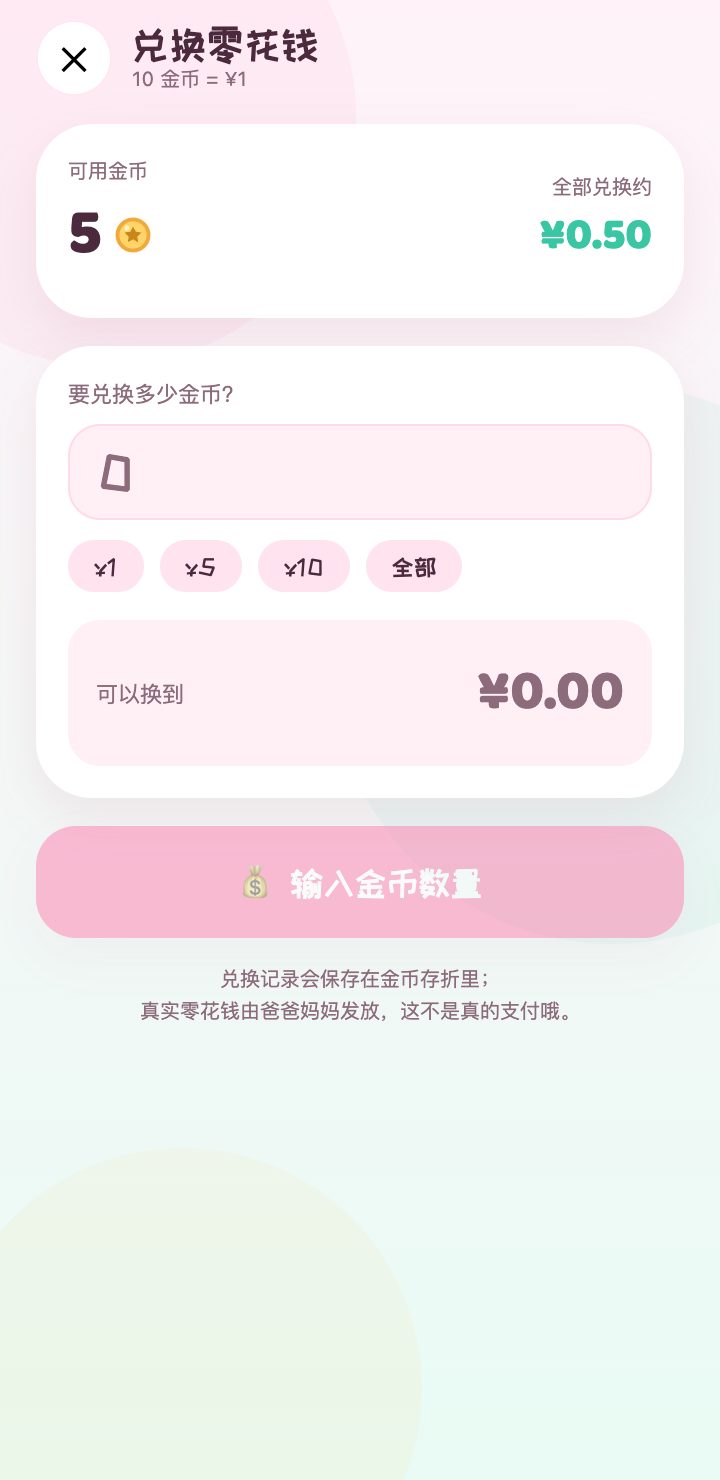 兑换零花钱
10 金币 = ¥1
可用金币
全部兑换约
5
¥0.50
要兑换多少金币?
0
¥1
¥5
¥10
全部
可以换到
¥0.00
输入金币数量
兑换记录会保存在金币存折里;
真实零花钱由爸爸妈妈发放，这不是真的支付哦。